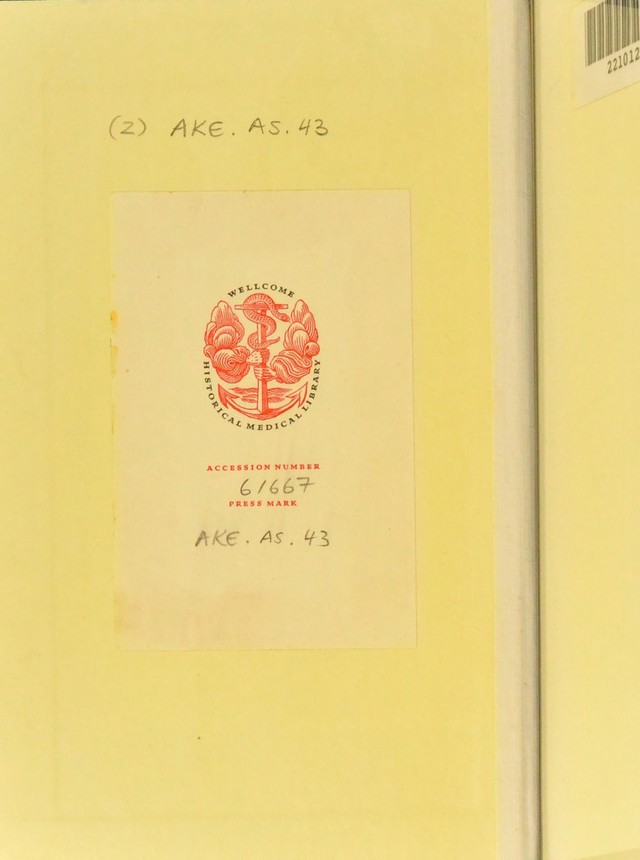 (2) AKE. AS. 43
WELLCOME
HISTORICAL MEDICAL LIBRARY
ACCESSION NUMBER
61667
PRESS MARK
AKE. AS. 43
221012